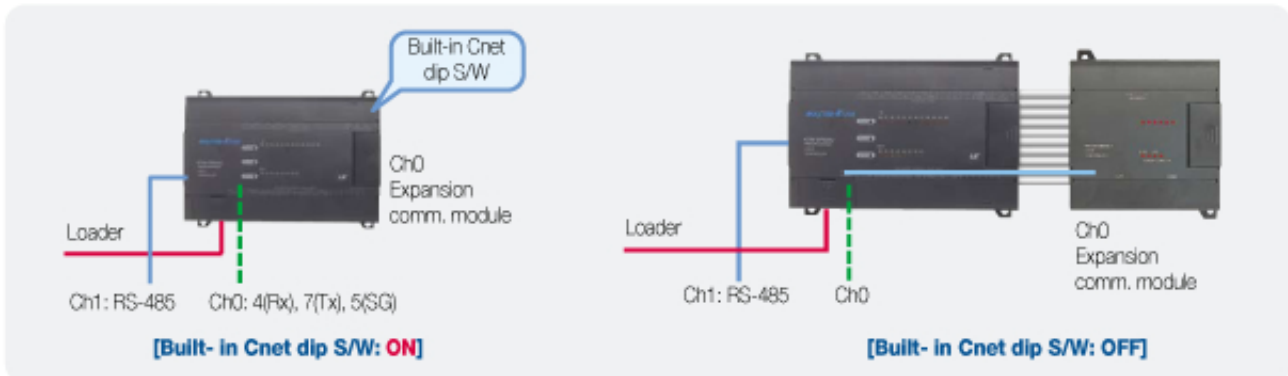 Built-in Cnet
dip S/W
Ch0
Expansion
comm. module
Loader
Ch1: RS-485
Ch0: 4(Rx), 7(Tx), 5(SG)
[Built- in Cnet dip S/W: ON]
Loader
Ch1: RS-485
Ch0
Ch0
Expansion
comm. module
[Built- in Cnet dip S/W: OFF]